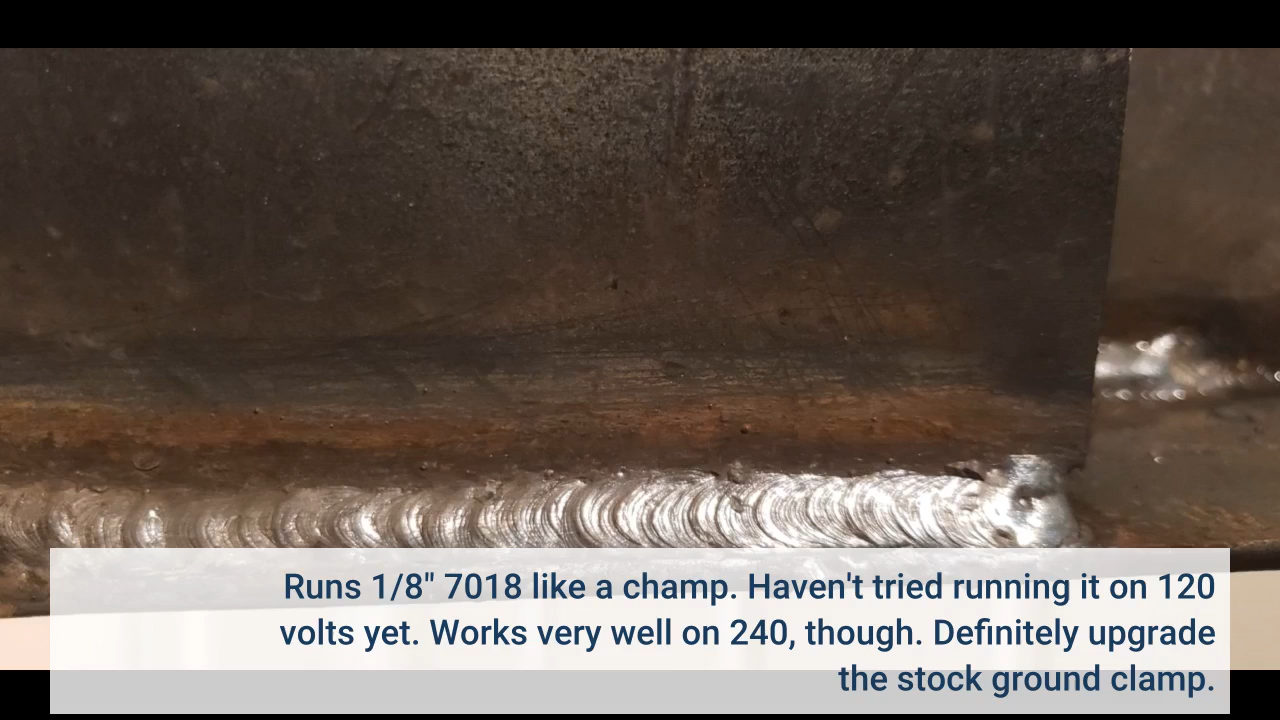 Runs 1/8" 7018 like a champ. Haven't tried running it on 120
volts yet. Works very well on 240, though. Definitely upgrade
the stock ground clamp.